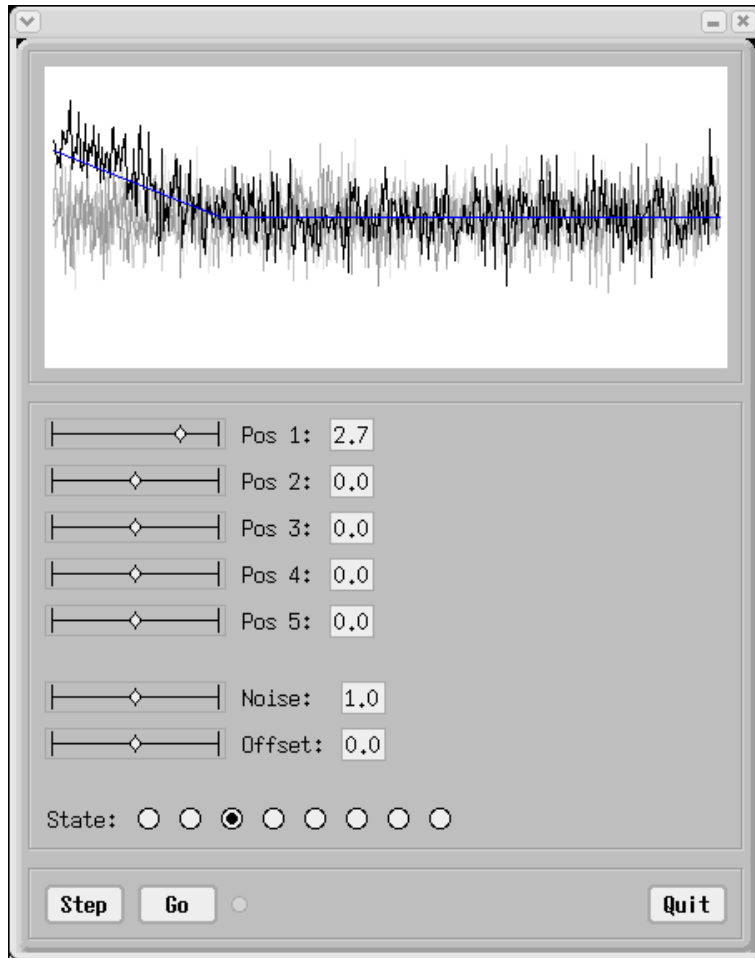 Pos 1: 2.7
Pos 2: 0.0
Pos 3: 0.0
Pos 4: 0.0
Pos 5: 0.0
Noise: 1.0
Offset: 0.0
State:
Step Go Quit